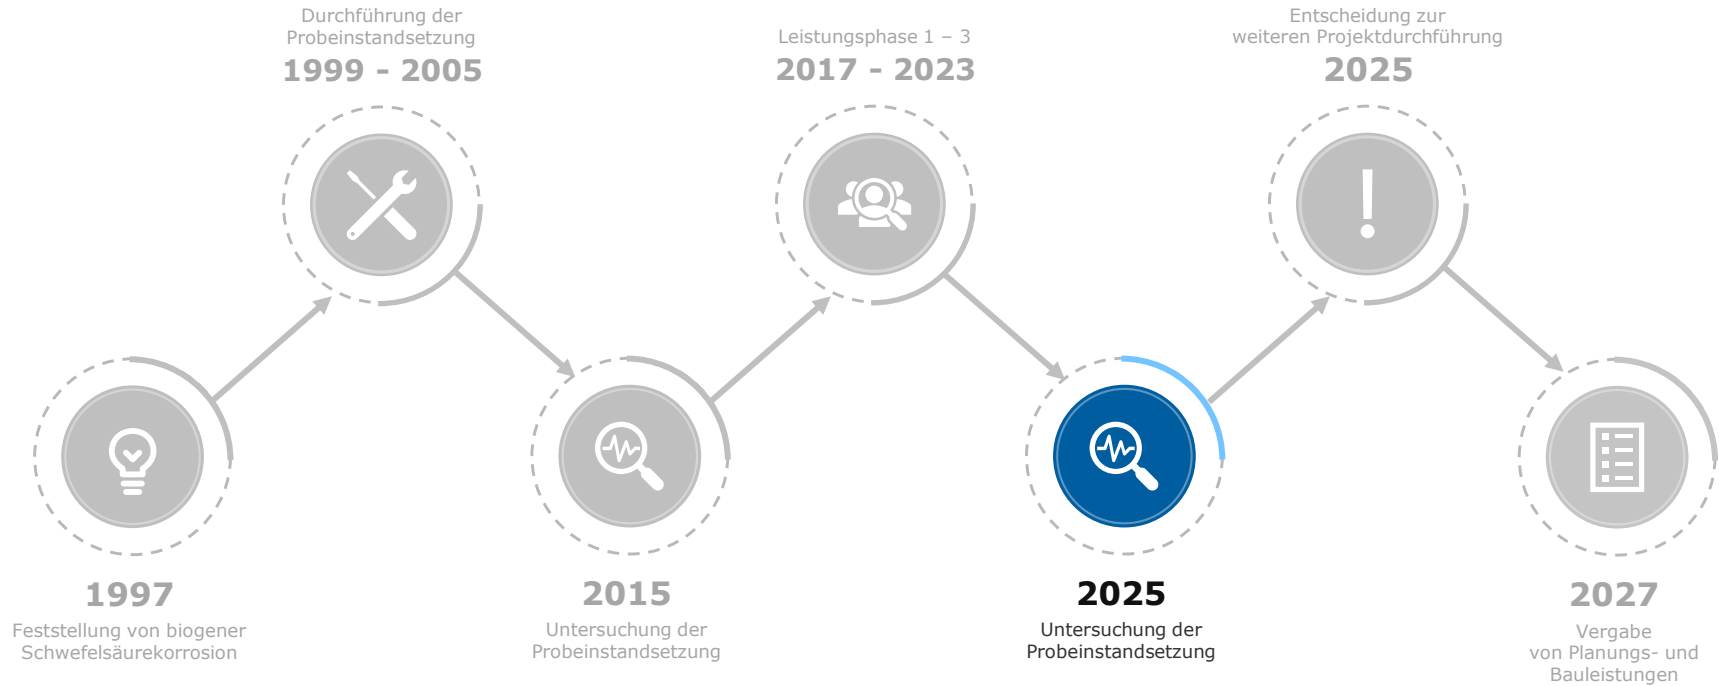 Durchführung der
Probeinstandsetzung
1999 - 2005
Leistungsphase 1 – 3
2017 - 2023
Entscheidung zur
weiteren Projektdurchführung
2025
1997
Feststellung von biogener
Schwefelsäurekorrosion
2015
Untersuchung der
Probeinstandsetzung
2025
Untersuchung der
Probeinstandsetzung
2027
Vergabe
von Planungs- und
Bauleistungen